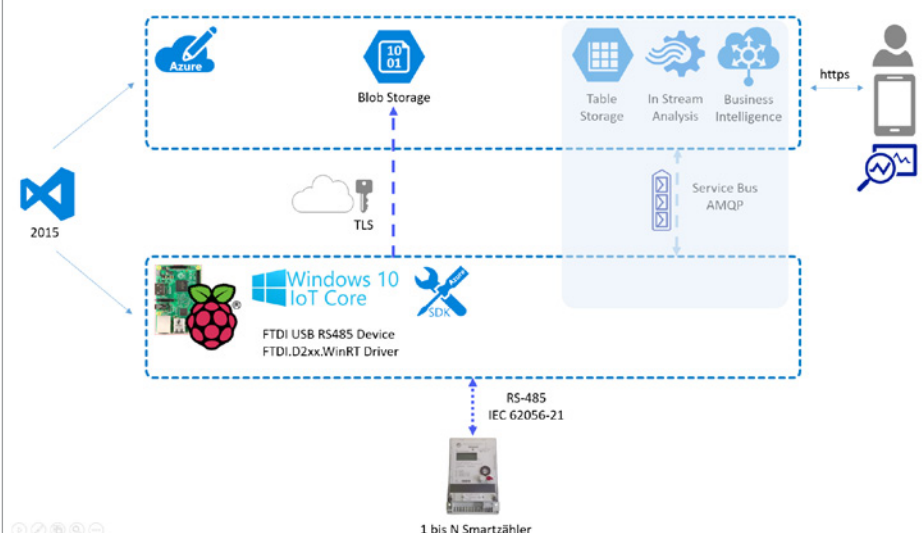 Azure
10
01
Blob Storage
Table
Storage
In Stream
Analysis
Business
Intelligence
https
2015
TLS
Service Bus
AMQP
Windows 10
IoT Core
Azure
SDK
®
FTDI USB RS485 Device
FTDI.D2xx.WinRT Driver
RS-485
IEC 62056-21
1 bis N Smartzähler